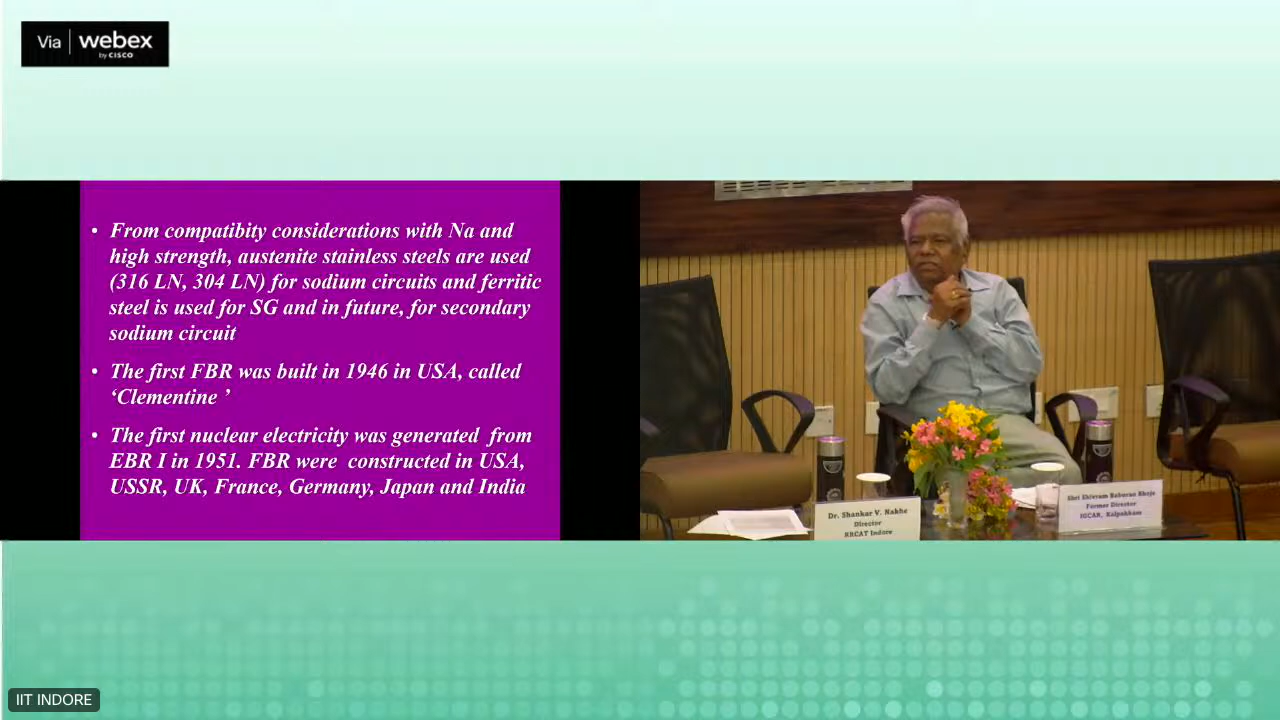 Via | webex
by CISCO
• From compatibity considerations with Na and
high strength, austenite stainless steels are used
(316 LN, 304 LN) for sodium circuits and ferritic
steel is used for SG and in future, for secondary
sodium circuit
• The first FBR was built in 1946 in USA, called
‘Clementine ’
• The first nuclear electricity was generated from
EBR I in 1951. FBR were constructed in USA,
USSR, UK, France, Germany, Japan and India
Dr. Shankar V. Nakhe
Director
RRCAT Indore
Shri Shivram Baburao Bhoje
Former Director
IGCAR, Kalpakkam
IIT INDORE